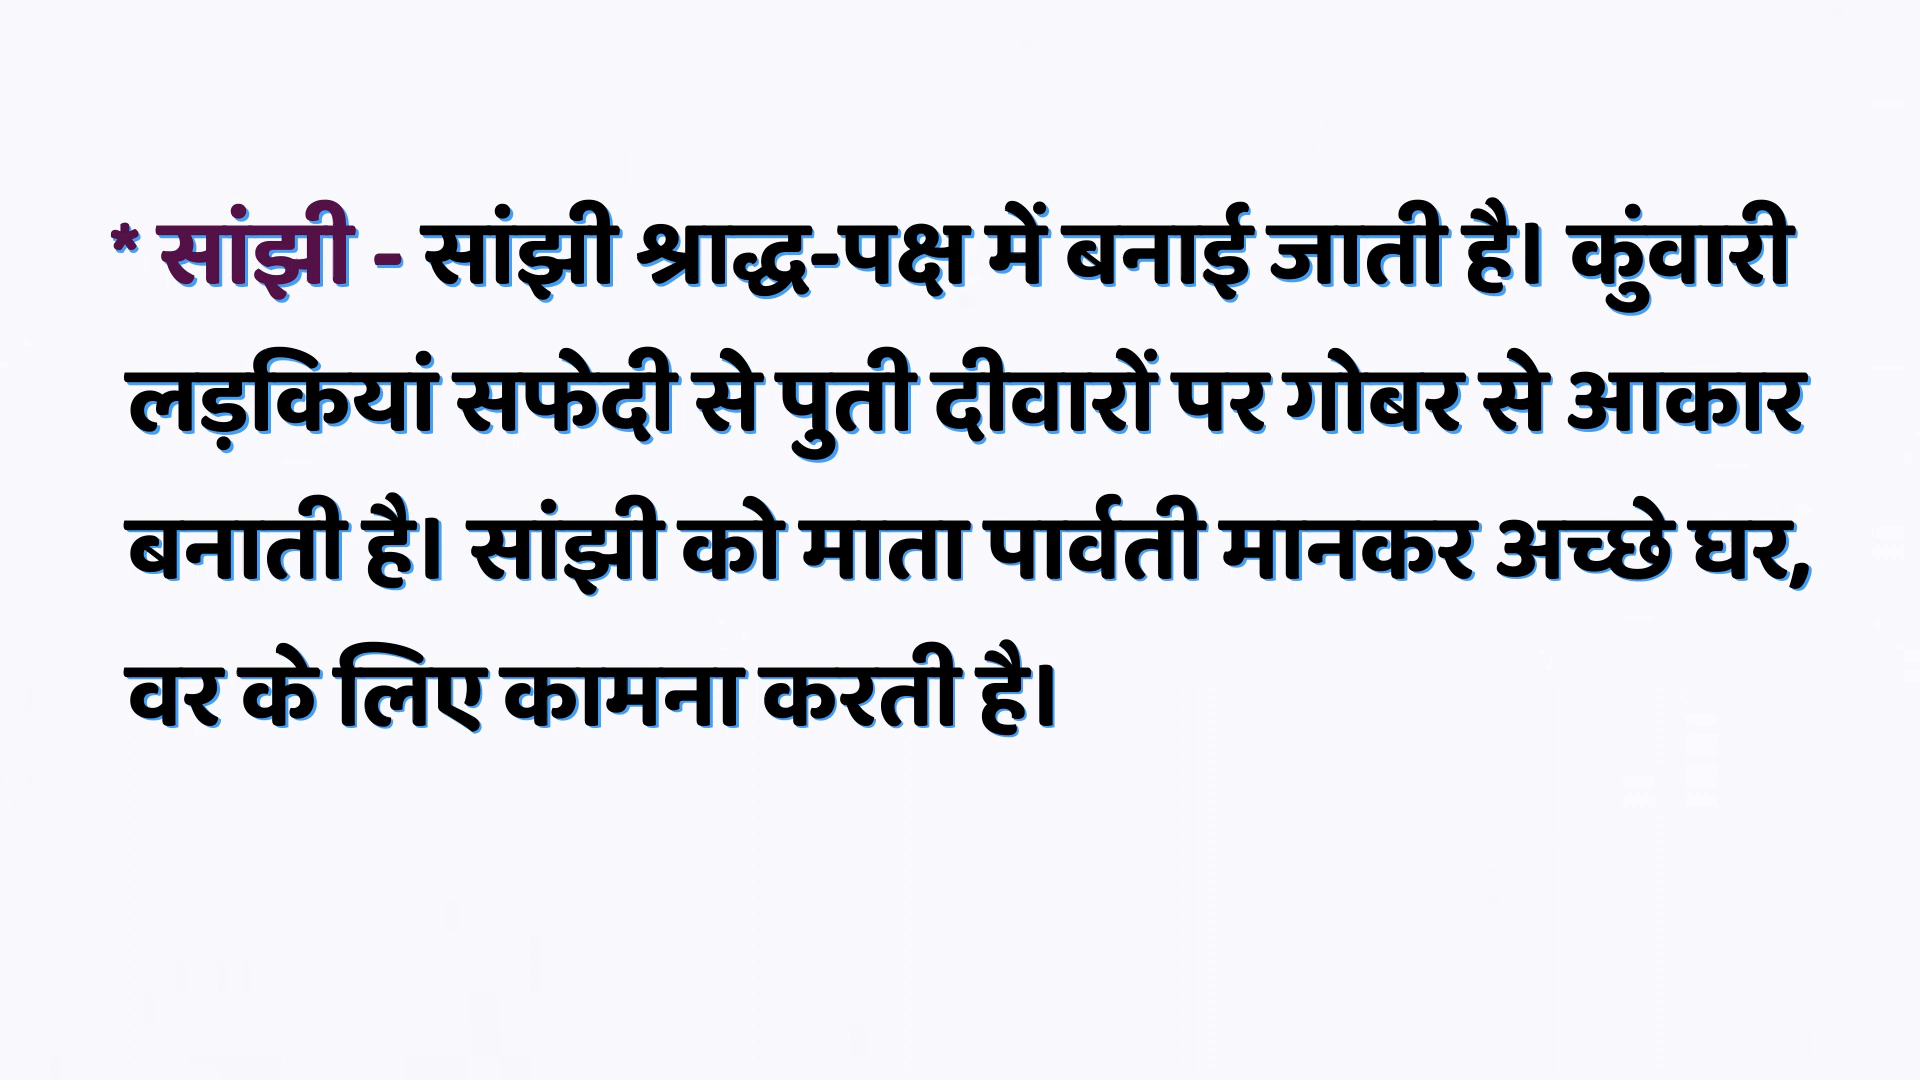 * सांझी - सांझी श्राद्ध-पक्ष में बनाई जाती है। कुंवारी
लड़कियां सफेदी से पुती दीवारों पर गोबर से आकार
बनाती है। सांझी को माता पार्वती मानकर अच्छे घर,
वर के लिए कामना करती है।